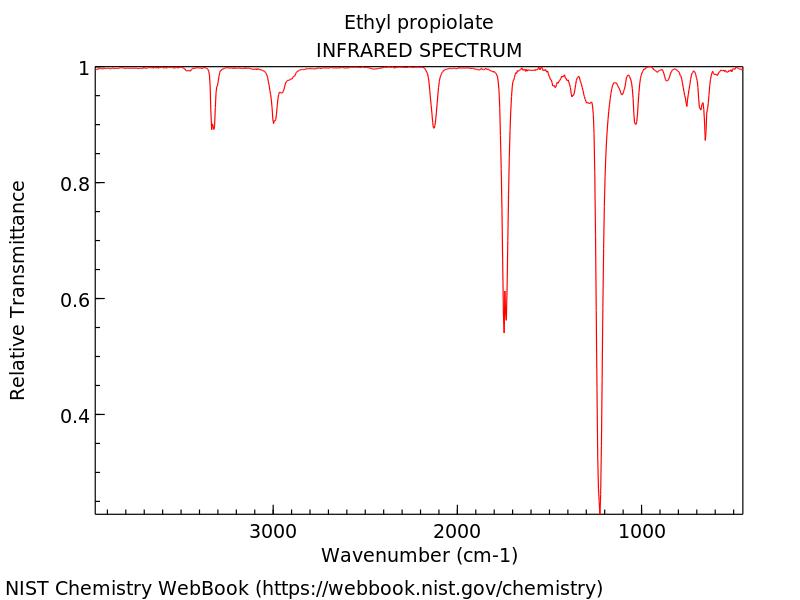 Ethyl propiolate
INFRARED SPECTRUM
1
0.8
0.6
0.4
Relative Transmittance
3000 2000 1000
Wavenumber (cm-1)
NIST Chemistry WebBook (https://webbook.nist.gov/chemistry)